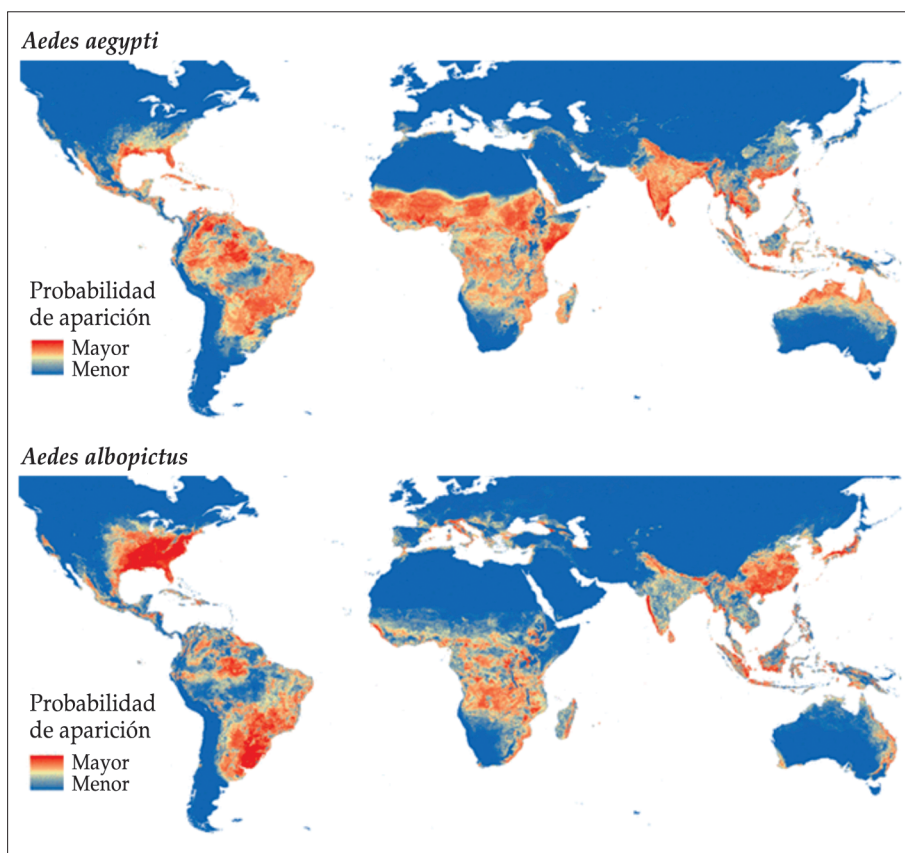 Aedes aegypti
Probabilidad
de aparición
Mayor
Menor
Aedes albopictus
Probabilidad
de aparición
Mayor
Menor